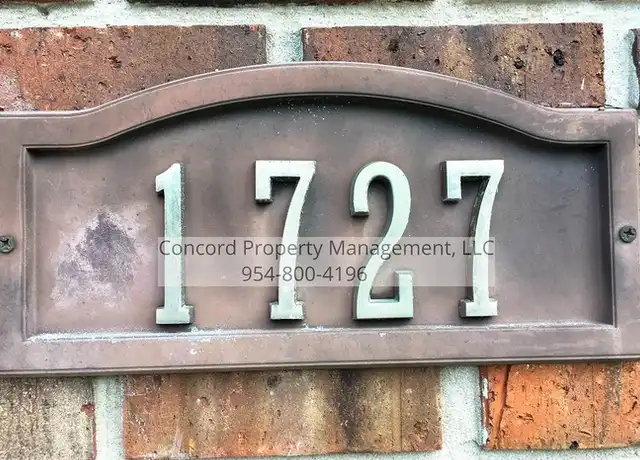 1727
Concord Property Management, LLC
954-800-4196